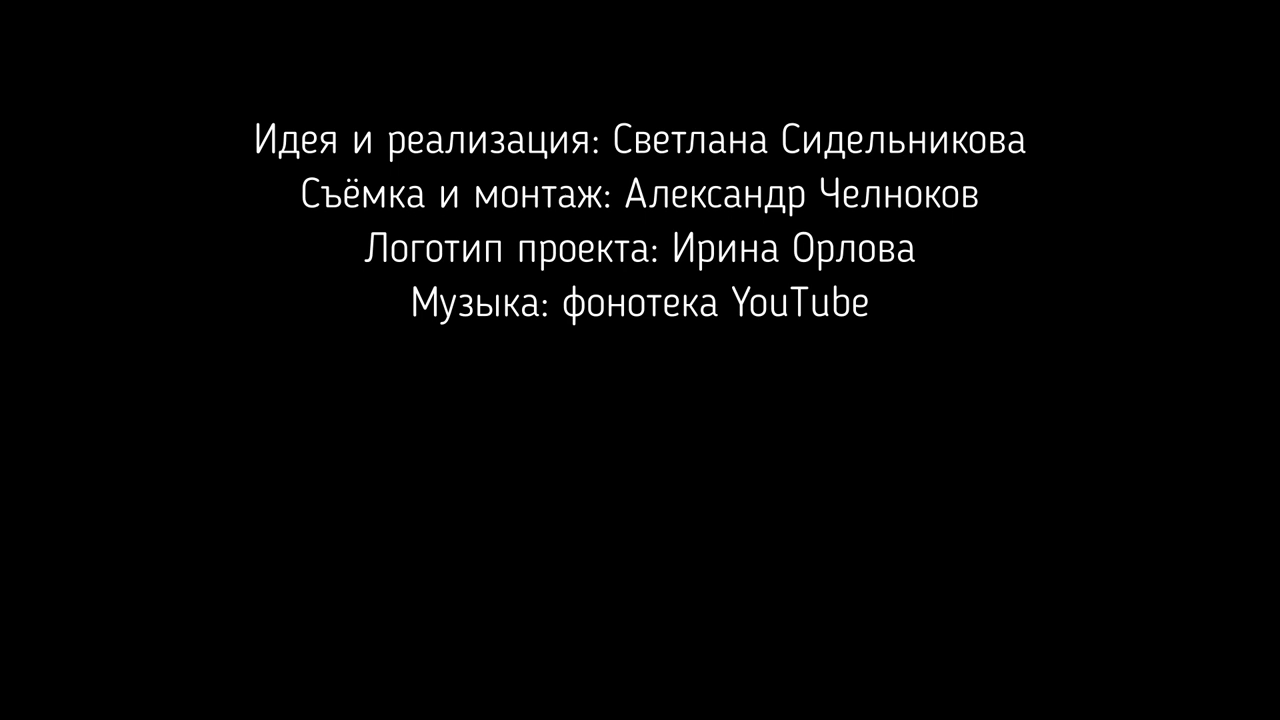 Идея и реализация: Светлана Сидельникова
Съёмка и монтаж: Александр Челноков
Логотип проекта: Ирина Орлова
Музыка: фонотека YouTube